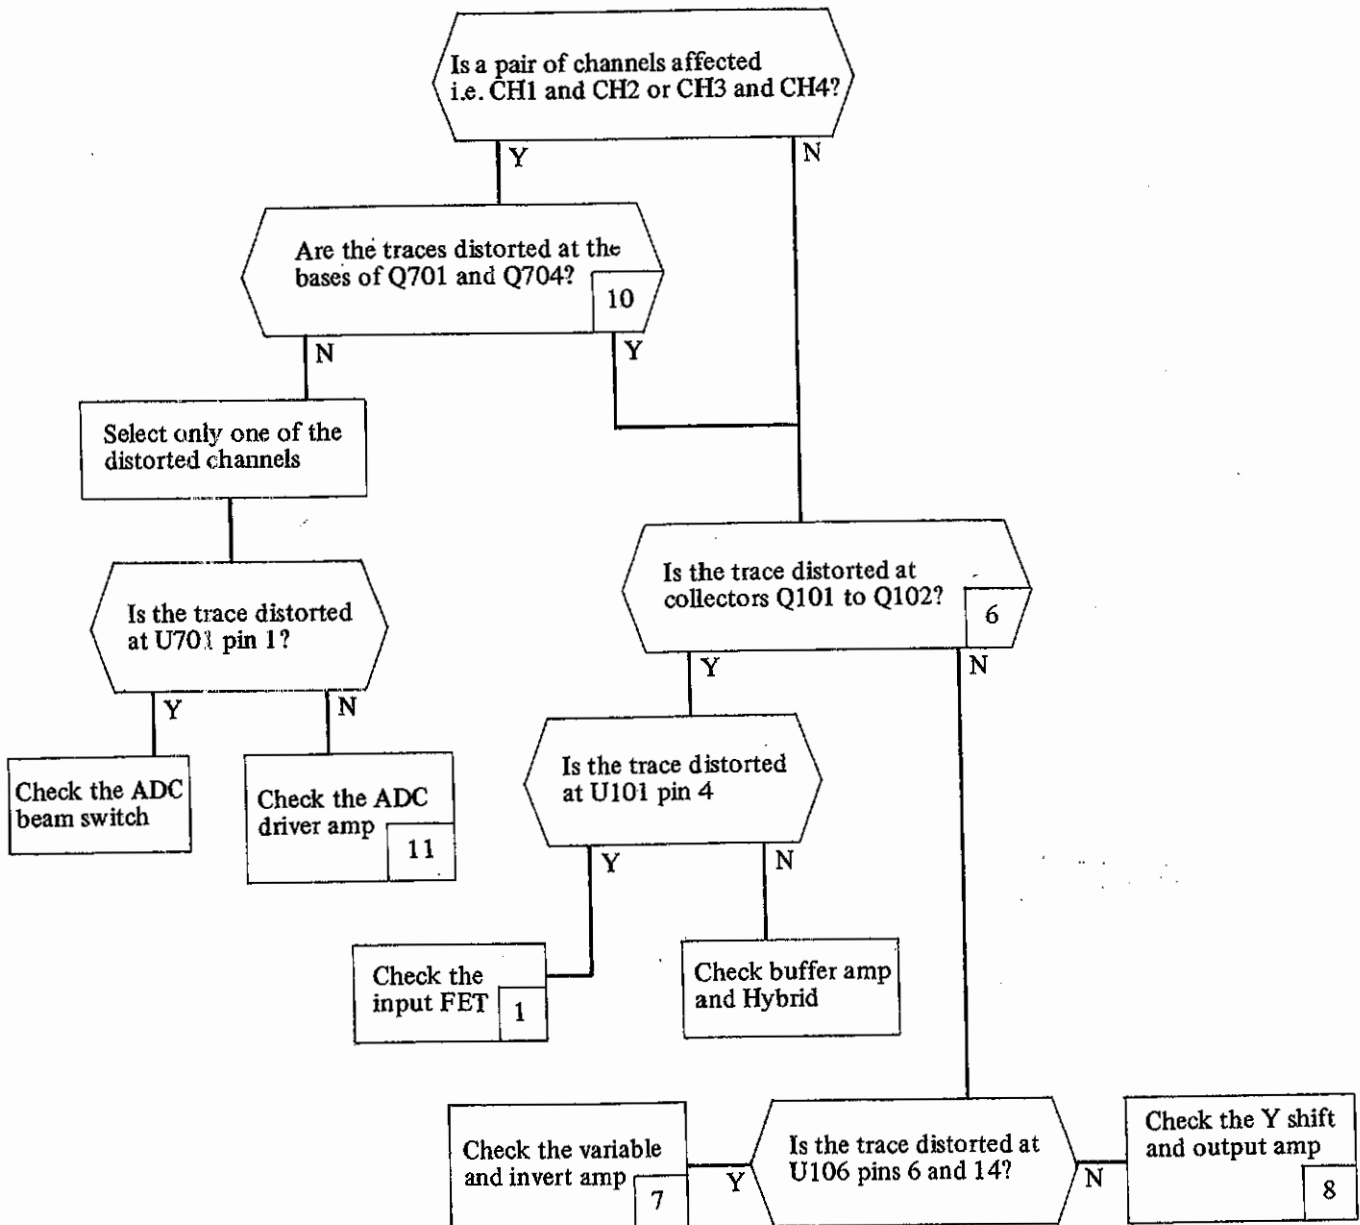 Is a pair of channels affected
i.e. CH1 and CH2 or CH3 and CH4?
Y
N
Are the traces distorted at the
bases of Q701 and Q704?
10
N
Y
Select only one of the
distorted channels
Is the trace distorted at
collectors Q101 to Q102?
6
Is the trace distorted
at U701 pin 1?
Y
N
Y
N
Check the ADC
beam switch
Check the ADC
driver amp
11
Is the trace distorted
at U101 pin 4
Y
N
Check the
input FET
1
Check buffer amp
and Hybrid
Check the variable
and invert amp
7
Y
Is the trace distorted at
U106 pins 6 and 14?
N
Check the Y shift
and output amp
8